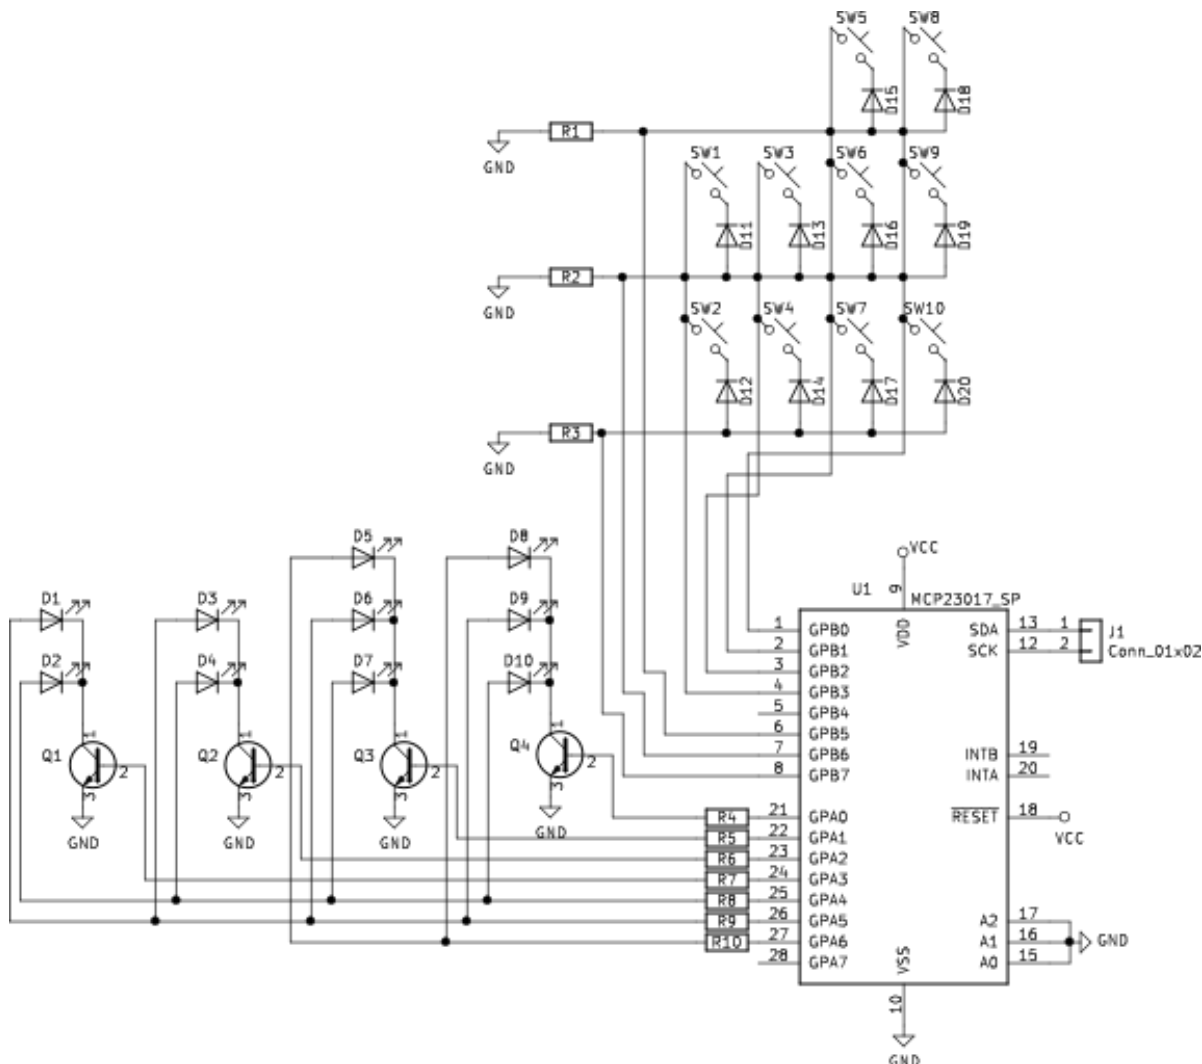 SW5 SW8
D15 D18
R1
GND
SW1 SW3 SW6 SW9
D11 D13 D16 D19
R2
GND
SW2 SW4 SW7 SW10
D12 D14 D17 D20
R3
GND
D5 D8
D1 D3 D6 D9
D2 D4 D7 D10
1 1 1 1
Q1 2 Q2 2 Q3 2 Q4 2
3 3 3 3
GND GND GND GND
VCC
U1 9 MCP23017_SP
VDD
1 GPB0 SDA 13 1 J1
2 GPB1 SCK 12 2 Conn_01x02
3 GPB2
4 GPB3
5 GPB4
6 GPB5
7 GPB6 INTB 19
8 GPB7 INTA 20
R4 21 GPA0 RESET 18
R5 22 GPA1 VCC
R6 23 GPA2
R7 24 GPA3
R8 25 GPA4
R9 26 GPA5 A2 17
R10 27 GPA6 A1 16 GND
28 GPA7 A0 15
VSS
10
GND